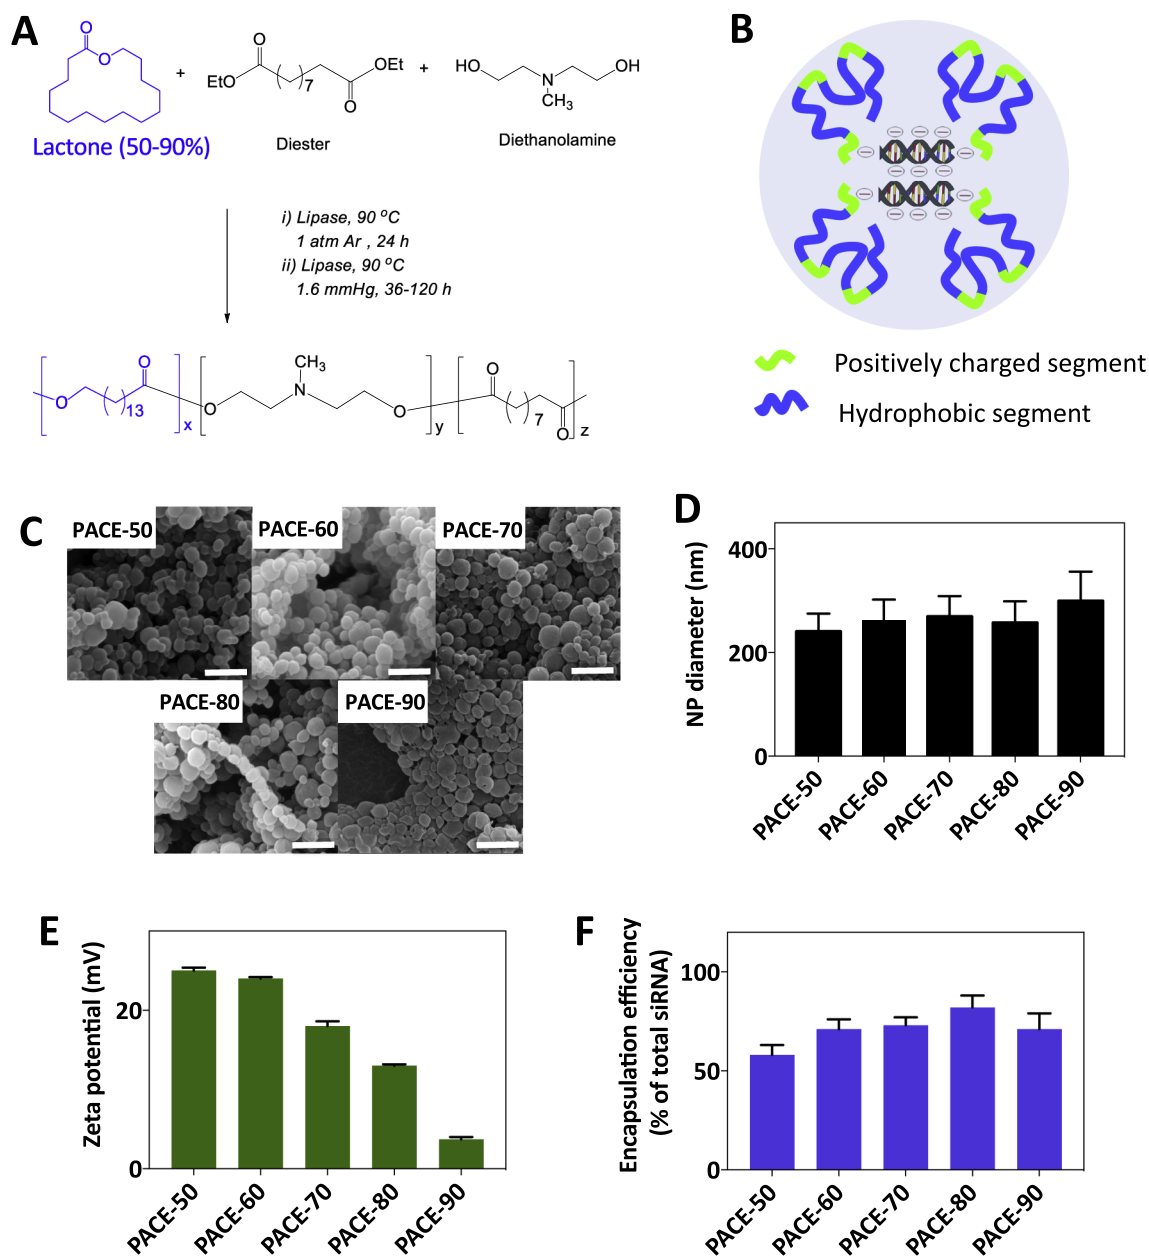 A
O
O
Lactone (50-90%)
+
O
EtO
7
OEt
O
Diester
+
HO
N
CH₃
OH
Diethanolamine
i) Lipase, 90 °C
1 atm Ar , 24 h
ii) Lipase, 90 °C
1.6 mmHg, 36-120 h
O
13
O
x
O
CH₃
N
O
y
O
7
O
z
B
Positively charged segment
Hydrophobic segment
C
PACE-50
PACE-60
PACE-70
PACE-80
PACE-90
D
NP diameter (nm)
400
200
0
PACE-50
PACE-60
PACE-70
PACE-80
PACE-90
E
Zeta potential (mV)
20
0
PACE-50
PACE-60
PACE-70
PACE-80
PACE-90
F
Encapsulation efficiency
(% of total siRNA)
100
50
0
PACE-50
PACE-60
PACE-70
PACE-80
PACE-90